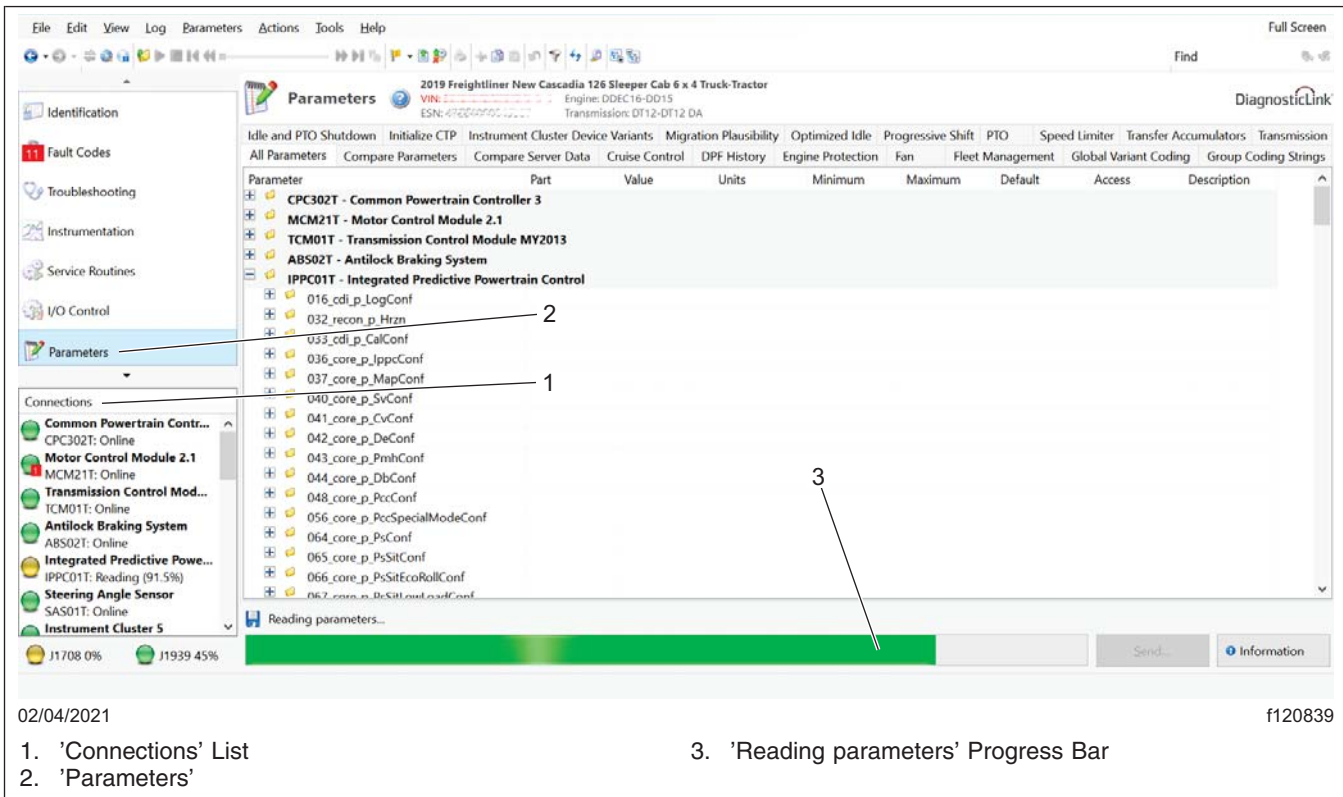 File Edit View Log Parameters Actions Tools Help Full Screen
Find
Identification
11 Fault Codes
Troubleshooting
Instrumentation
Service Routines
I/O Control
Parameters
Connections
Common Powertrain Contr...
CPC302T: Online
Motor Control Module 2.1
1 MCM21T: Online
Transmission Control Mod...
TCM01T: Online
Antilock Braking System
ABS02T: Online
Integrated Predictive Powe...
IPPC01T: Reading (91.5%)
Steering Angle Sensor
SAS01T: Online
Instrument Cluster 5
J1708 0% J1939 45%
Parameters
2019 Freightliner New Cascadia 126 Sleeper Cab 6 x 4 Truck-Tractor
VIN: Engine: DDEC16-DD15
ESN: Transmission: DT12-DT12 DA
DiagnosticLink
Idle and PTO Shutdown Initialize CTP Instrument Cluster Device Variants Migration Plausibility Optimized Idle Progressive Shift PTO Speed Limiter Transfer Accumulators Transmission
All Parameters Compare Parameters Compare Server Data Cruise Control DPF History Engine Protection Fan Fleet Management Global Variant Coding Group Coding Strings
Parameter Part Value Units Minimum Maximum Default Access Description
CPC302T - Common Powertrain Controller 3
MCM21T - Motor Control Module 2.1
TCM01T - Transmission Control Module MY2013
ABS02T - Antilock Braking System
IPPC01T - Integrated Predictive Powertrain Control
016_cdi_p_LogConf
032_recon_p_Hrzn
033_cdi_p_CalConf
036_core_p_IppcConf
037_core_p_MapConf
040_core_p_SvConf
041_core_p_CvConf
042_core_p_DeConf
043_core_p_PmhConf
044_core_p_DbConf
048_core_p_PccConf
056_core_p_PccSpecialModeConf
064_core_p_PsConf
065_core_p_PsSitConf
066_core_p_PsSitEcoRollConf
067_core_p_PsSitLowLoadConf
2
1
3
Reading parameters...
Send... Information
02/04/2021 f120839
1. 'Connections' List
2. 'Parameters'
3. 'Reading parameters' Progress Bar